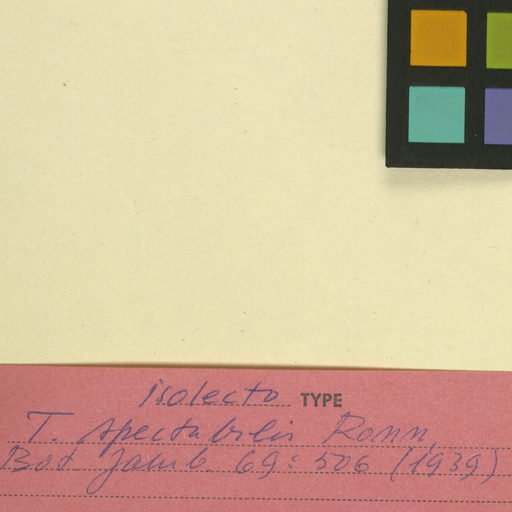 isolecto TYPE
T. spectabilis Ronn.
Bot. Jahrb. 69: 506 (1939)